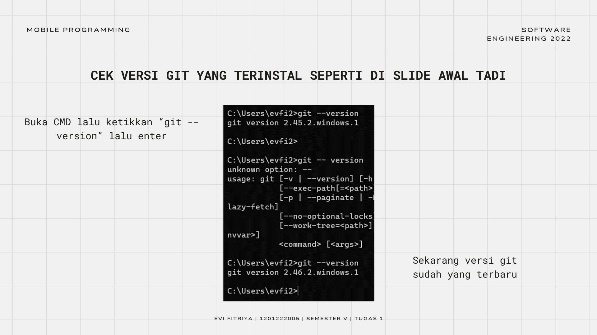 MOBILE PROGRAMMING
SOFTWARE
ENGINEERING 2022
CEK VERSI GIT YANG TERINSTAL SEPERTI DI SLIDE AWAL TADI
Buka CMD lalu ketikkan “git --
version” lalu enter
C:\Users\evfi2>git --version
git version 2.45.2.windows.1
C:\Users\evfi2>
C:\Users\evfi2>git -- version
unknown option: --
usage: git [-v | --version] [-h
[--exec-path[=<path>
[-p | --paginate | -
lazy-fetch]
[--no-optional-locks
[--work-tree=<path>]
nvvar>]
<command> [<args>]
C:\Users\evfi2>git --version
git version 2.46.2.windows.1
C:\Users\evfi2>
Sekarang versi git
sudah yang terbaru
EVI FITRIYA | 1201222005 | SEMESTER V | TUGAS 1